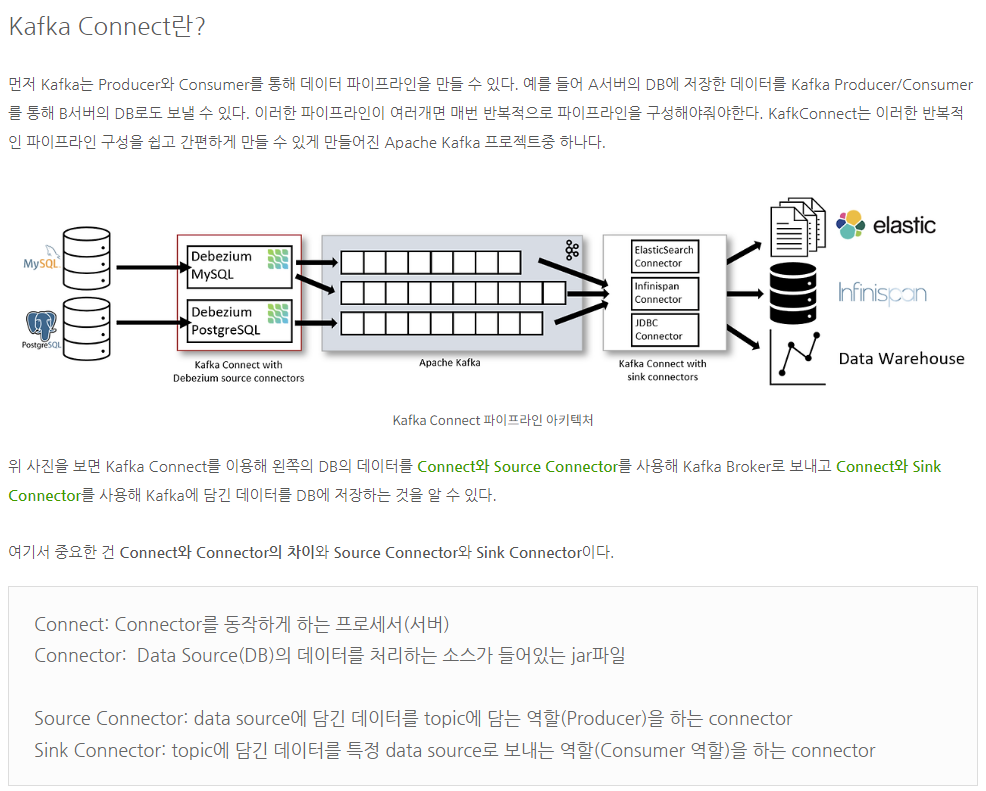 Kafka Connect란?
먼저 Kafka는 Producer와 Consumer를 통해 데이터 파이프라인을 만들 수 있다. 예를 들어 A서버의 DB에 저장한 데이터를 Kafka Producer/Consumer
를 통해 B서버의 DB로도 보낼 수 있다. 이러한 파이프라인이 여러개면 매번 반복적으로 파이프라인을 구성해야줘야한다. KafkConnect는 이러한 반복적
인 파이프라인 구성을 쉽고 간편하게 만들 수 있게 만들어진 Apache Kafka 프로젝트중 하나다.
MySQL
PostgreSQL
Debezium
MySQL
Debezium
PostgreSQL
Kafka Connect with
Debezium source connectors
Apache Kafka
ElasticSearch
Connector
Infinispan
Connector
JDBC
Connector
Kafka Connect with
sink connectors
elastic
Infinispan
Data Warehouse
Kafka Connect 파이프라인 아키텍처
위 사진을 보면 Kafka Connect를 이용해 왼쪽의 DB의 데이터를 Connect와 Source Connector를 사용해 Kafka Broker로 보내고 Connect와 Sink
Connector를 사용해 Kafka에 담긴 데이터를 DB에 저장하는 것을 알 수 있다.
여기서 중요한 건 Connect와 Connector의 차이와 Source Connector와 Sink Connector이다.
Connect: Connector를 동작하게 하는 프로세서(서버)
Connector: Data Source(DB)의 데이터를 처리하는 소스가 들어있는 jar파일
Source Connector: data source에 담긴 데이터를 topic에 담는 역할(Producer)을 하는 connector
Sink Connector: topic에 담긴 데이터를 특정 data source로 보내는 역할(Consumer 역할)을 하는 connector